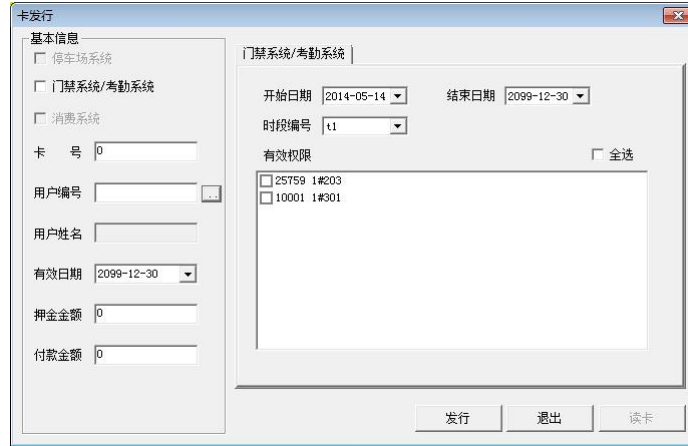 卡发行
基本信息
停车场系统
门禁系统/考勤系统
消费系统
卡 号 0
用户编号 ..
用户姓名
有效日期 2099-12-30
押金金额 0
付款金额 0
门禁系统/考勤系统
开始日期 2014-05-14 结束日期 2099-12-30
时段编号 t1
有效权限 全选
25759 1#203
10001 1#301
发行 退出 读卡